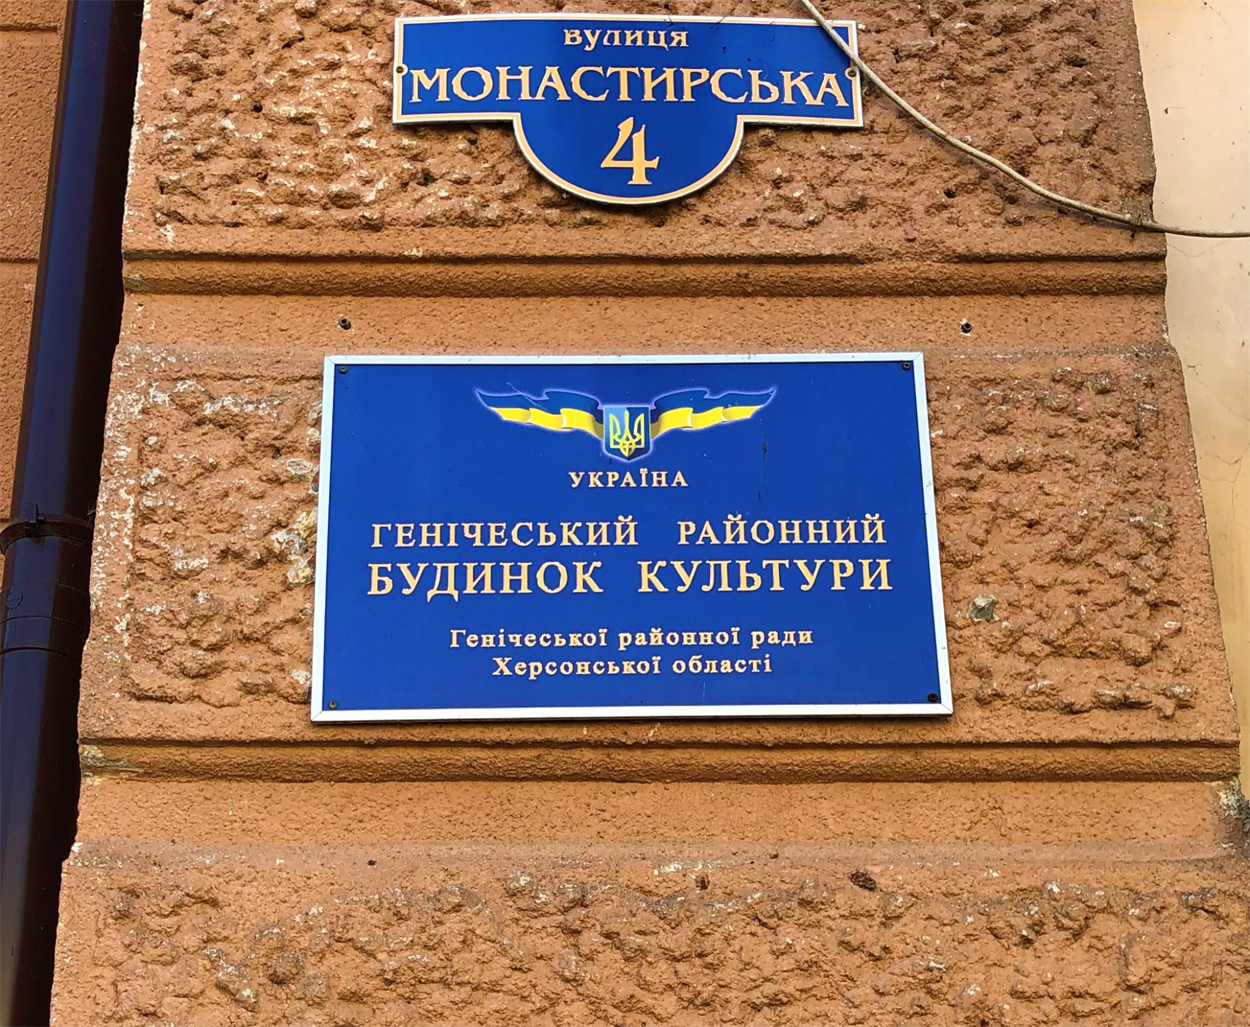 вулиця
МОНАСТИРСЬКА
4
УКРАЇНА
ГЕНІЧЕСЬКИЙ РАЙОННИЙ
БУДИНОК КУЛЬТУРИ
Генічеської районної ради
Херсонської області